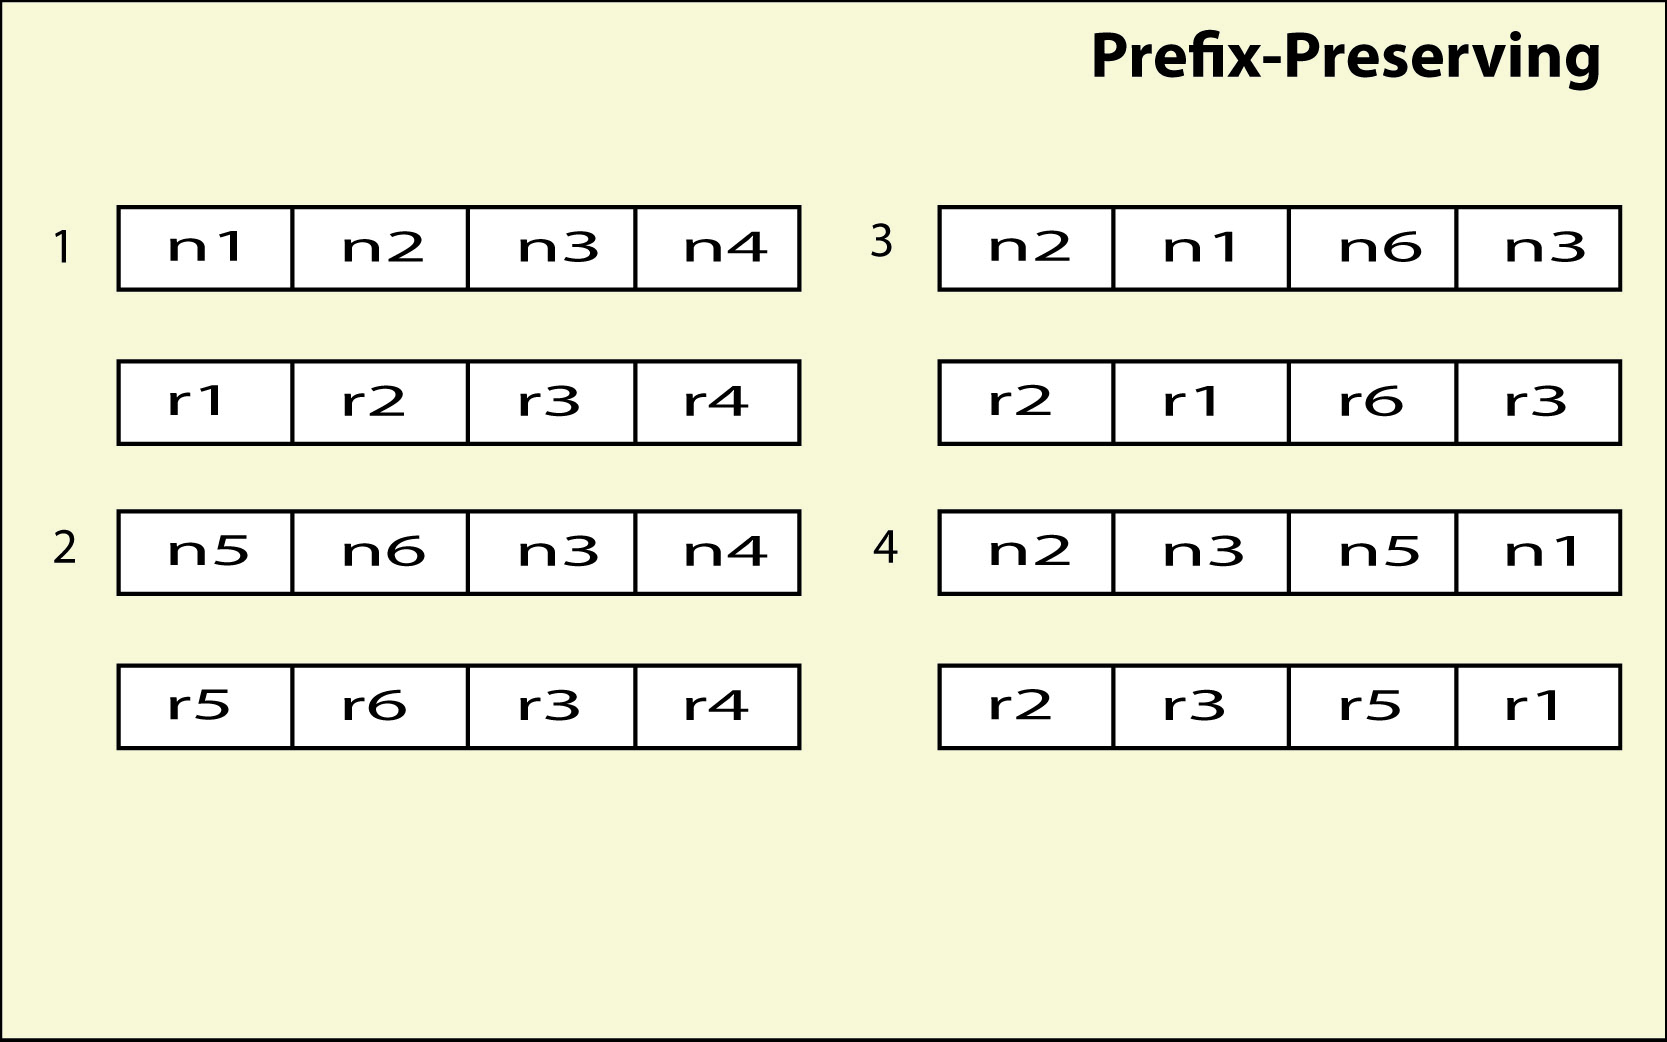 Prefix-Preserving
1 n1 n2 n3 n4
r1 r2 r3 r4
2 n5 n6 n3 n4
r5 r6 r3 r4
3 n2 n1 n6 n3
r2 r1 r6 r3
4 n2 n3 n5 n1
r2 r3 r5 r1